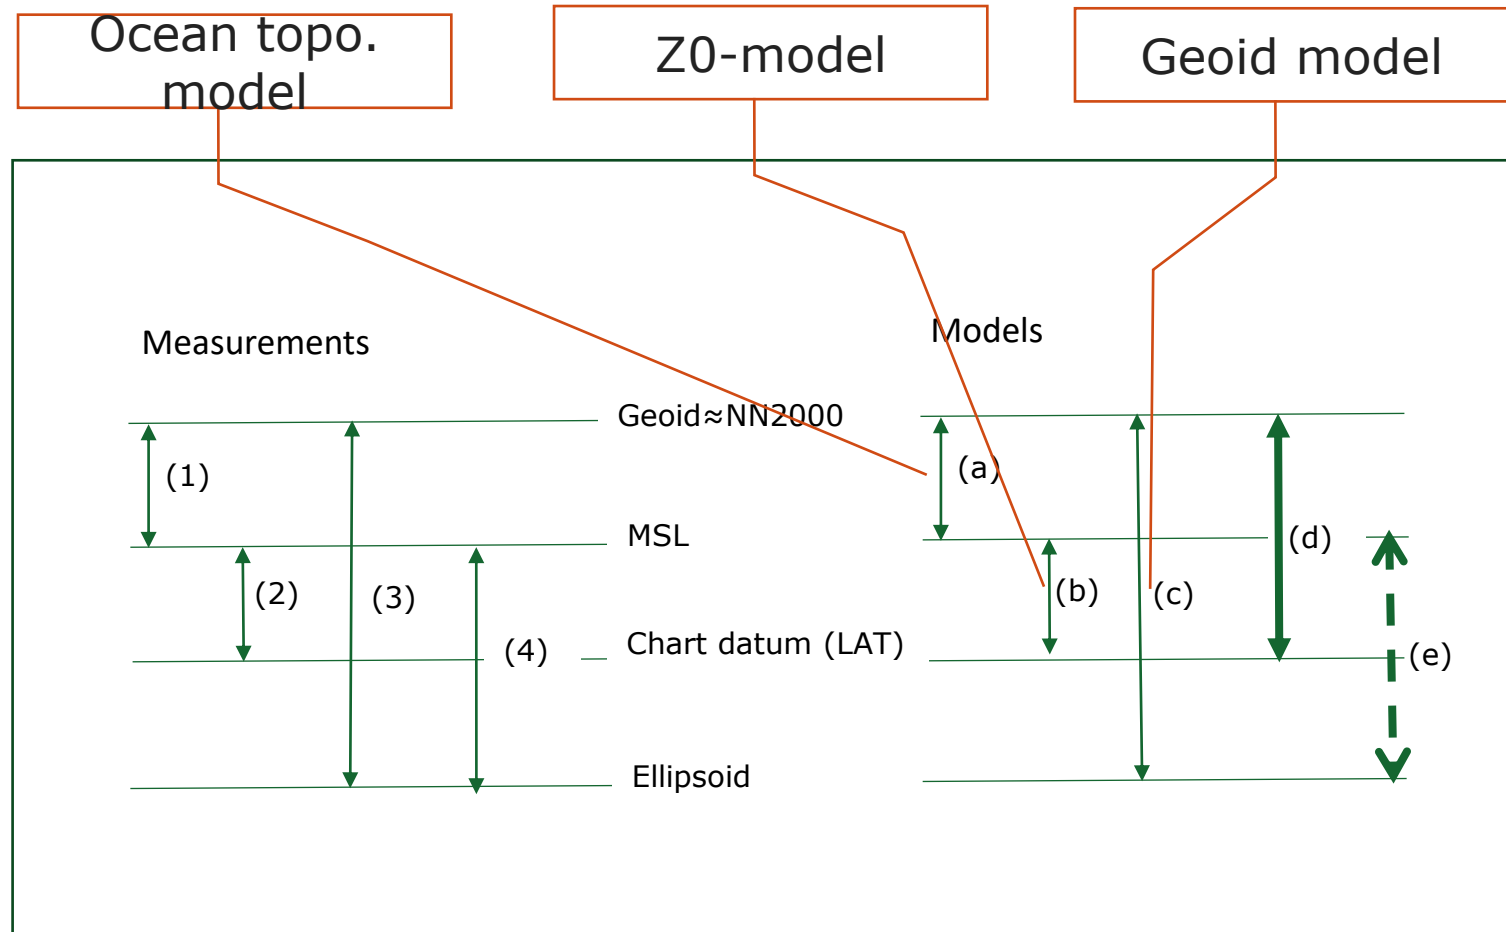 Ocean topo.
model
Z0-model
Geoid model
Measurements
Models
Geoid≈NN2000
(1)
(a)
MSL
(d)
(2)
(3)
(b)
(c)
(4)
Chart datum (LAT)
(e)
Ellipsoid